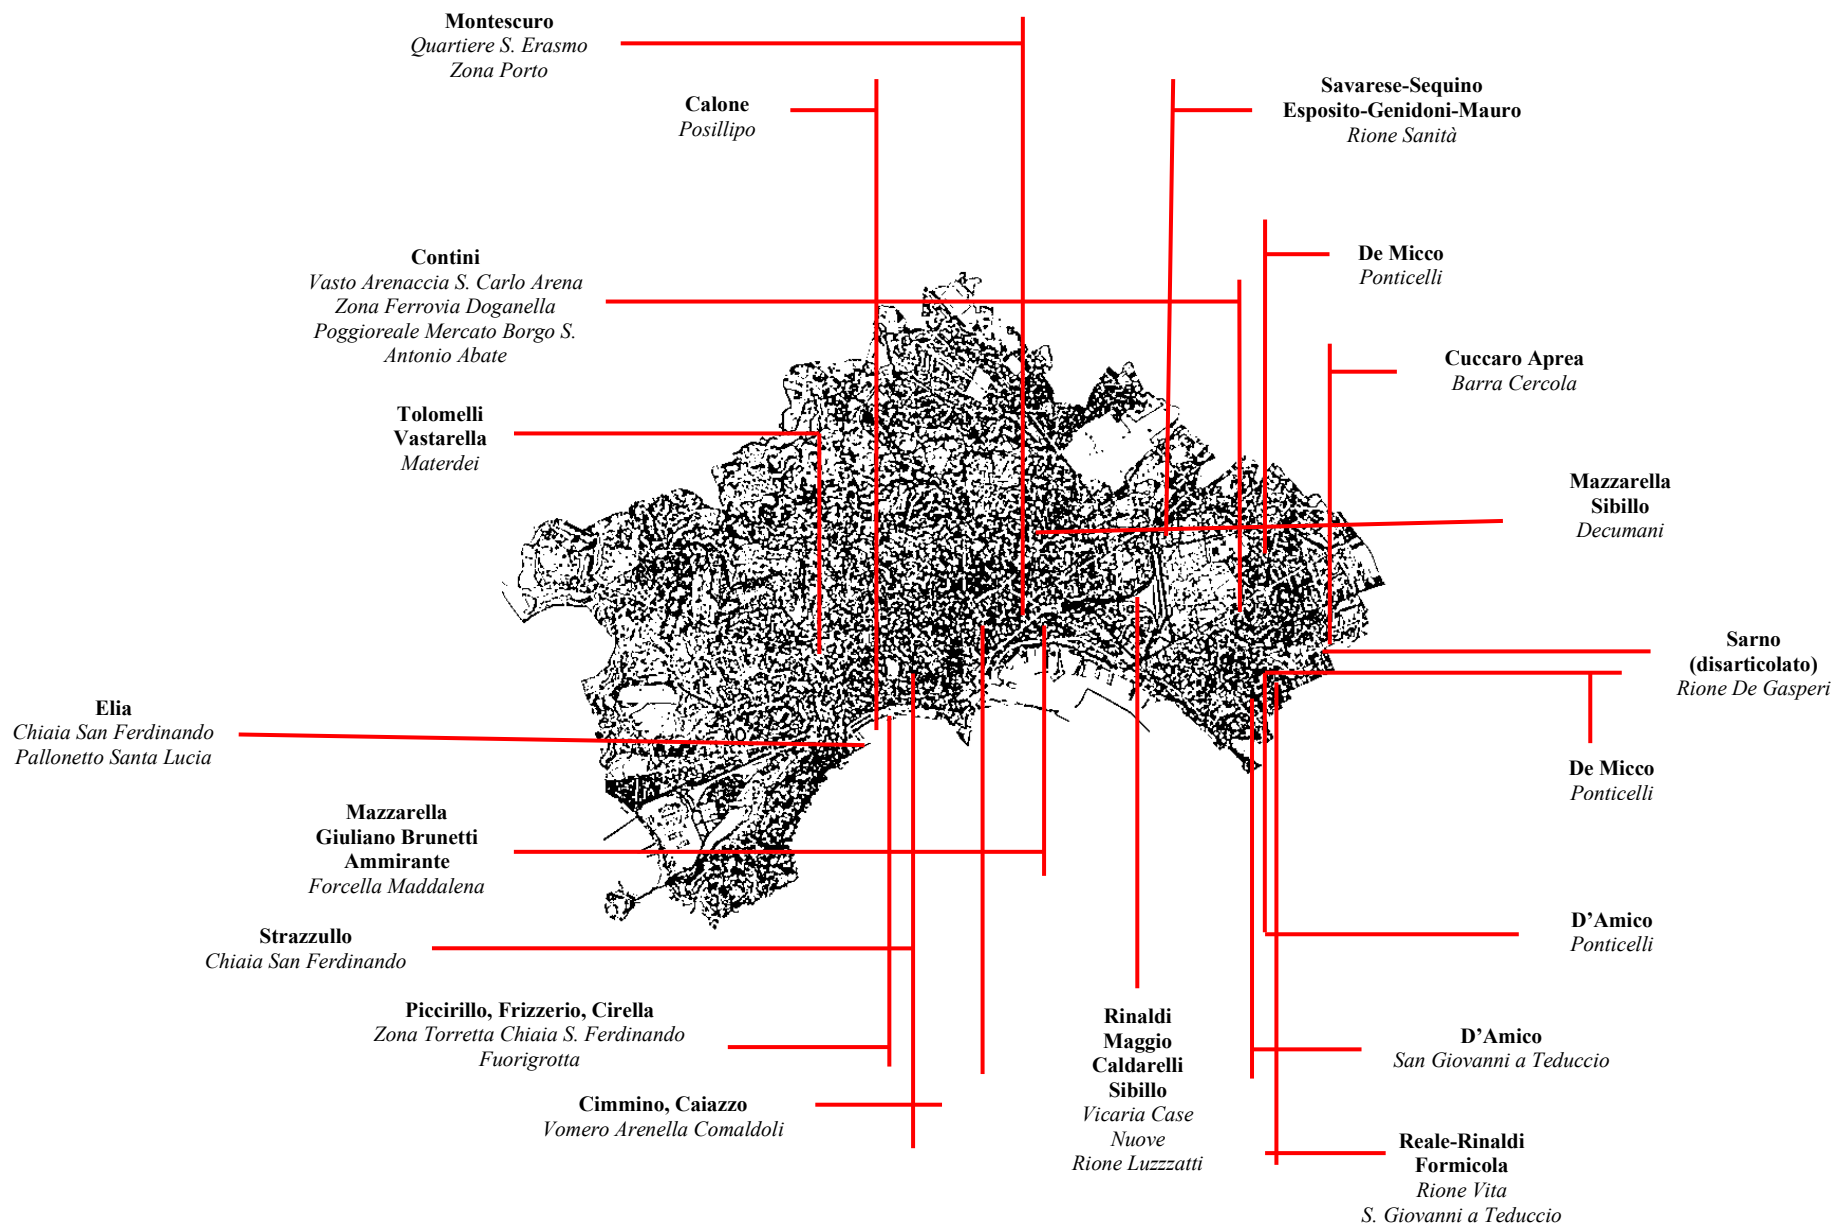 Montescuro
Quartiere S. Erasmo
Zona Porto
Calone
Posillipo
Savarese-Sequino
Esposito-Genidoni-Mauro
Rione Sanità
Contini
Vasto Arenaccia S. Carlo Arena
Zona Ferrovia Doganella
Poggioreale Mercato Borgo S.
Antonio Abate
De Micco
Ponticelli
Cuccaro Aprea
Barra Cercola
Tolomelli
Vastarella
Materdei
Mazzarella
Sibillo
Decumani
Sarno
(disarticolato)
Rione De Gasperi
Elia
Chiaia San Ferdinando
Pallonetto Santa Lucia
De Micco
Ponticelli
Mazzarella
Giuliano Brunetti
Ammirante
Forcella Maddalena
D’Amico
Ponticelli
Strazzullo
Chiaia San Ferdinando
Piccirillo, Frizzerio, Cirella
Zona Torretta Chiaia S. Ferdinando
Fuorigrotta
Rinaldi
Maggio
Caldarelli
Sibillo
Vicaria Case
Nuove
Rione Luzzzatti
D’Amico
San Giovanni a Teduccio
Cimmino, Caiazzo
Vomero Arenella Comaldoli
Reale-Rinaldi
Formicola
Rione Vita
S. Giovanni a Teduccio